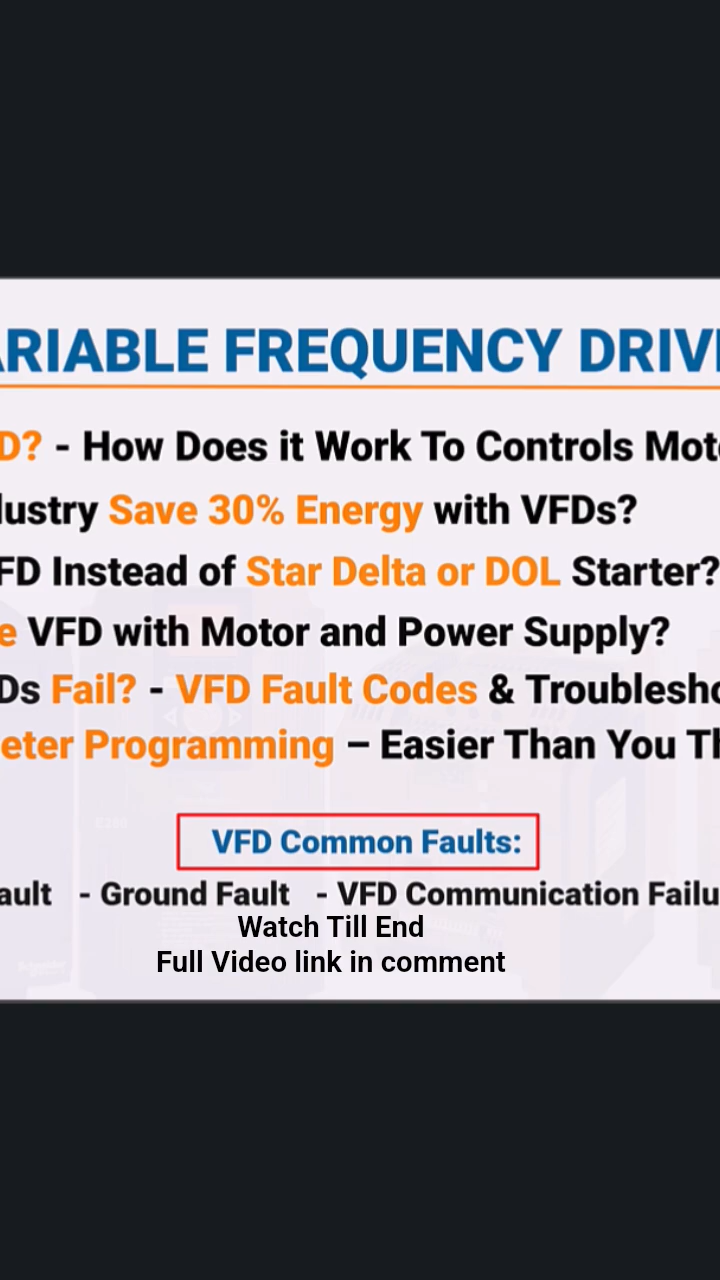 ARIABLE FREQUENCY DRIV
D? - How Does it Work To Controls Mot
dustry Save 30% Energy with VFDs?
FD Instead of Star Delta or DOL Starter?
e VFD with Motor and Power Supply?
Ds Fail? - VFD Fault Codes & Troublesho
eter Programming – Easier Than You Th
VFD Common Faults:
ault - Ground Fault - VFD Communication Failu
Watch Till End
Full Video link in comment